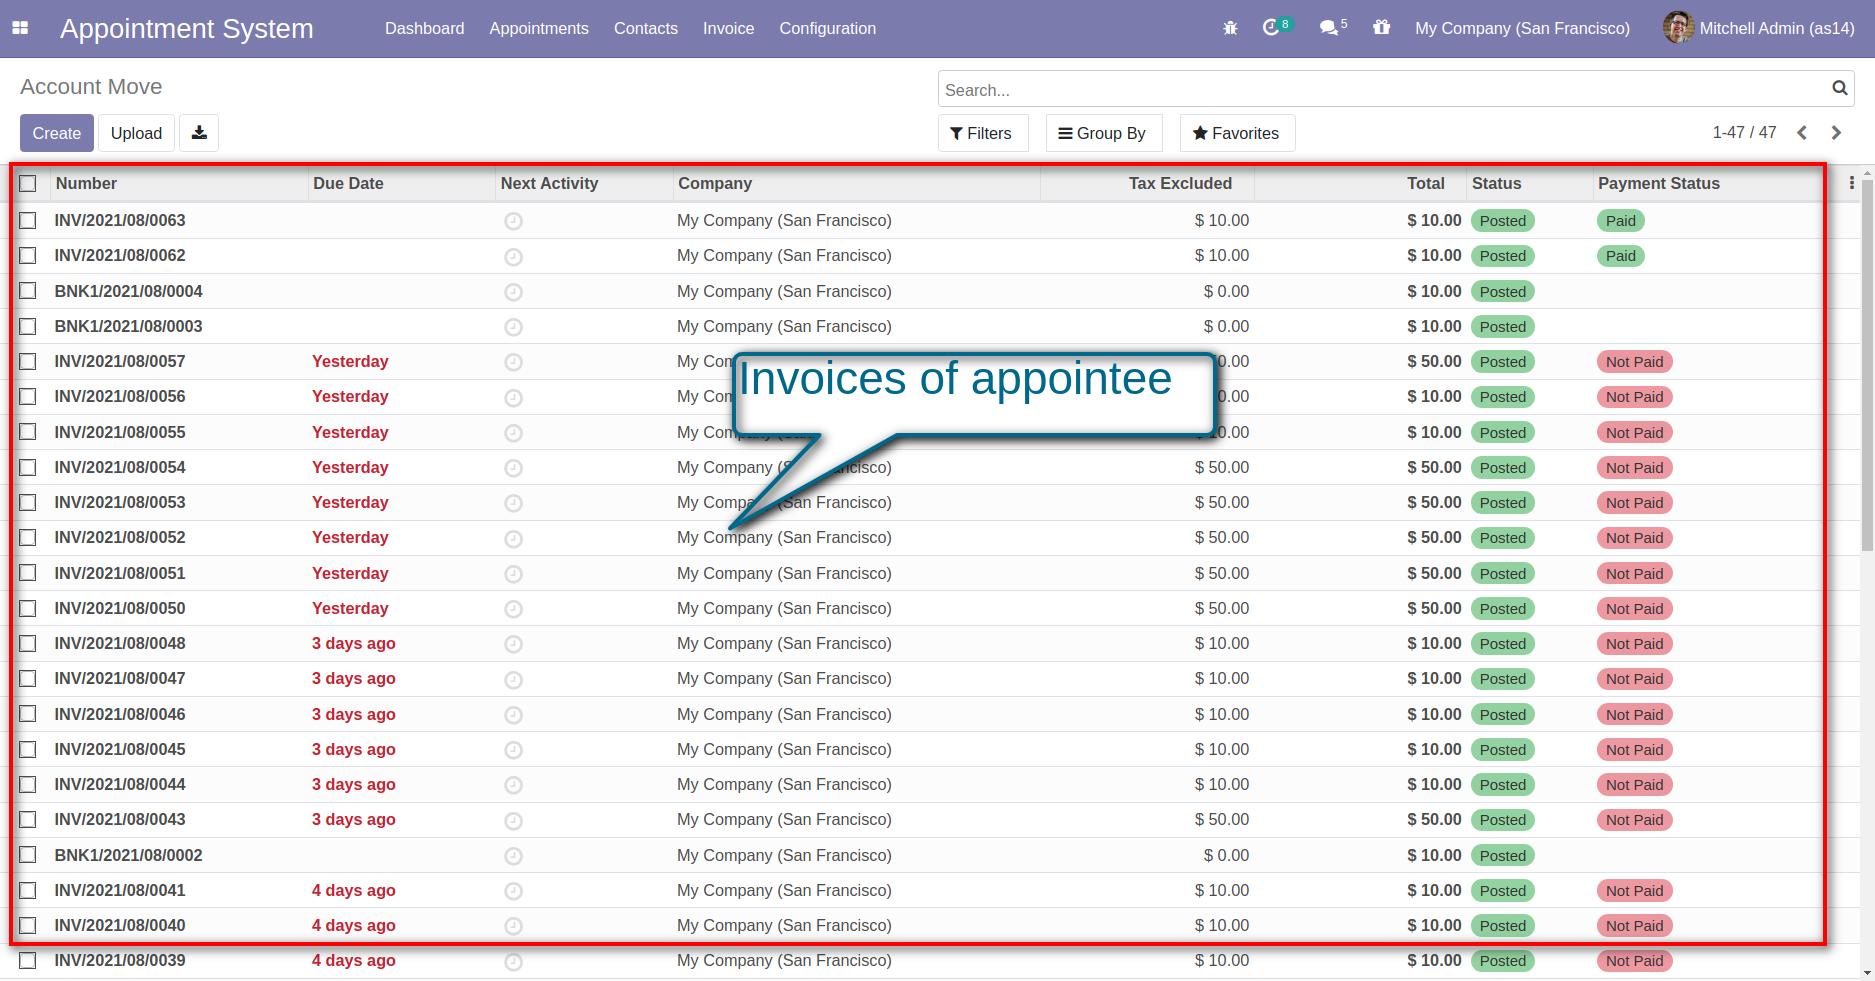 Appointment System Dashboard Appointments Contacts Invoice Configuration 8 5 My Company (San Francisco) Mitchell Admin (as14)
Account Move
Search...
Create Upload Filters Group By Favorites 1-47 / 47
Number Due Date Next Activity Company Tax Excluded Total Status Payment Status
INV/2021/08/0063 My Company (San Francisco) $ 10.00 $ 10.00 Posted Paid
INV/2021/08/0062 My Company (San Francisco) $ 10.00 $ 10.00 Posted Paid
BNK1/2021/08/0004 My Company (San Francisco) $ 0.00 $ 10.00 Posted
BNK1/2021/08/0003 My Company (San Francisco) $ 0.00 $ 10.00 Posted
INV/2021/08/0057 Yesterday My $ 50.00 Posted Not Paid
Invoices of appointee
INV/2021/08/0056 Yesterday My $ 10.00 Posted Not Paid
INV/2021/08/0055 Yesterday My $ 10.00 Posted Not Paid
INV/2021/08/0054 Yesterday My Company $ 50.00 $ 50.00 Posted Not Paid
INV/2021/08/0053 Yesterday My Company (San Francisco) $ 50.00 $ 50.00 Posted Not Paid
INV/2021/08/0052 Yesterday My Company (San Francisco) $ 50.00 $ 50.00 Posted Not Paid
INV/2021/08/0051 Yesterday My Company (San Francisco) $ 50.00 $ 50.00 Posted Not Paid
INV/2021/08/0050 Yesterday My Company (San Francisco) $ 50.00 $ 50.00 Posted Not Paid
INV/2021/08/0048 3 days ago My Company (San Francisco) $ 10.00 $ 10.00 Posted Not Paid
INV/2021/08/0047 3 days ago My Company (San Francisco) $ 10.00 $ 10.00 Posted Not Paid
INV/2021/08/0046 3 days ago My Company (San Francisco) $ 10.00 $ 10.00 Posted Not Paid
INV/2021/08/0045 3 days ago My Company (San Francisco) $ 10.00 $ 10.00 Posted Not Paid
INV/2021/08/0044 3 days ago My Company (San Francisco) $ 10.00 $ 10.00 Posted Not Paid
INV/2021/08/0043 3 days ago My Company (San Francisco) $ 50.00 $ 50.00 Posted Not Paid
BNK1/2021/08/0002 My Company (San Francisco) $ 0.00 $ 10.00 Posted
INV/2021/08/0041 4 days ago My Company (San Francisco) $ 10.00 $ 10.00 Posted Not Paid
INV/2021/08/0040 4 days ago My Company (San Francisco) $ 10.00 $ 10.00 Posted Not Paid
INV/2021/08/0039 4 days ago My Company (San Francisco) $ 10.00 $ 10.00 Posted Not Paid